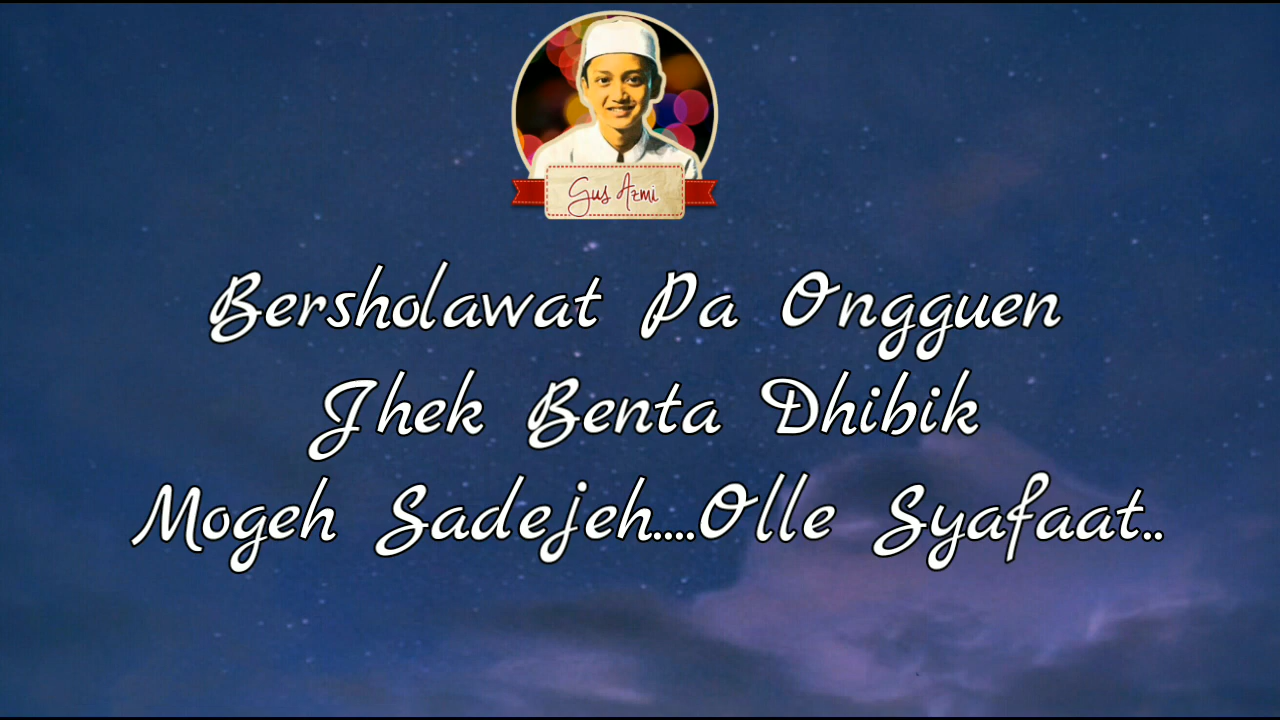 Gus Azmi
Bersholawat Pa Ongguen
Jhek Benta Dhibik
Mogeh Sadejeh....Olle Syafaat..